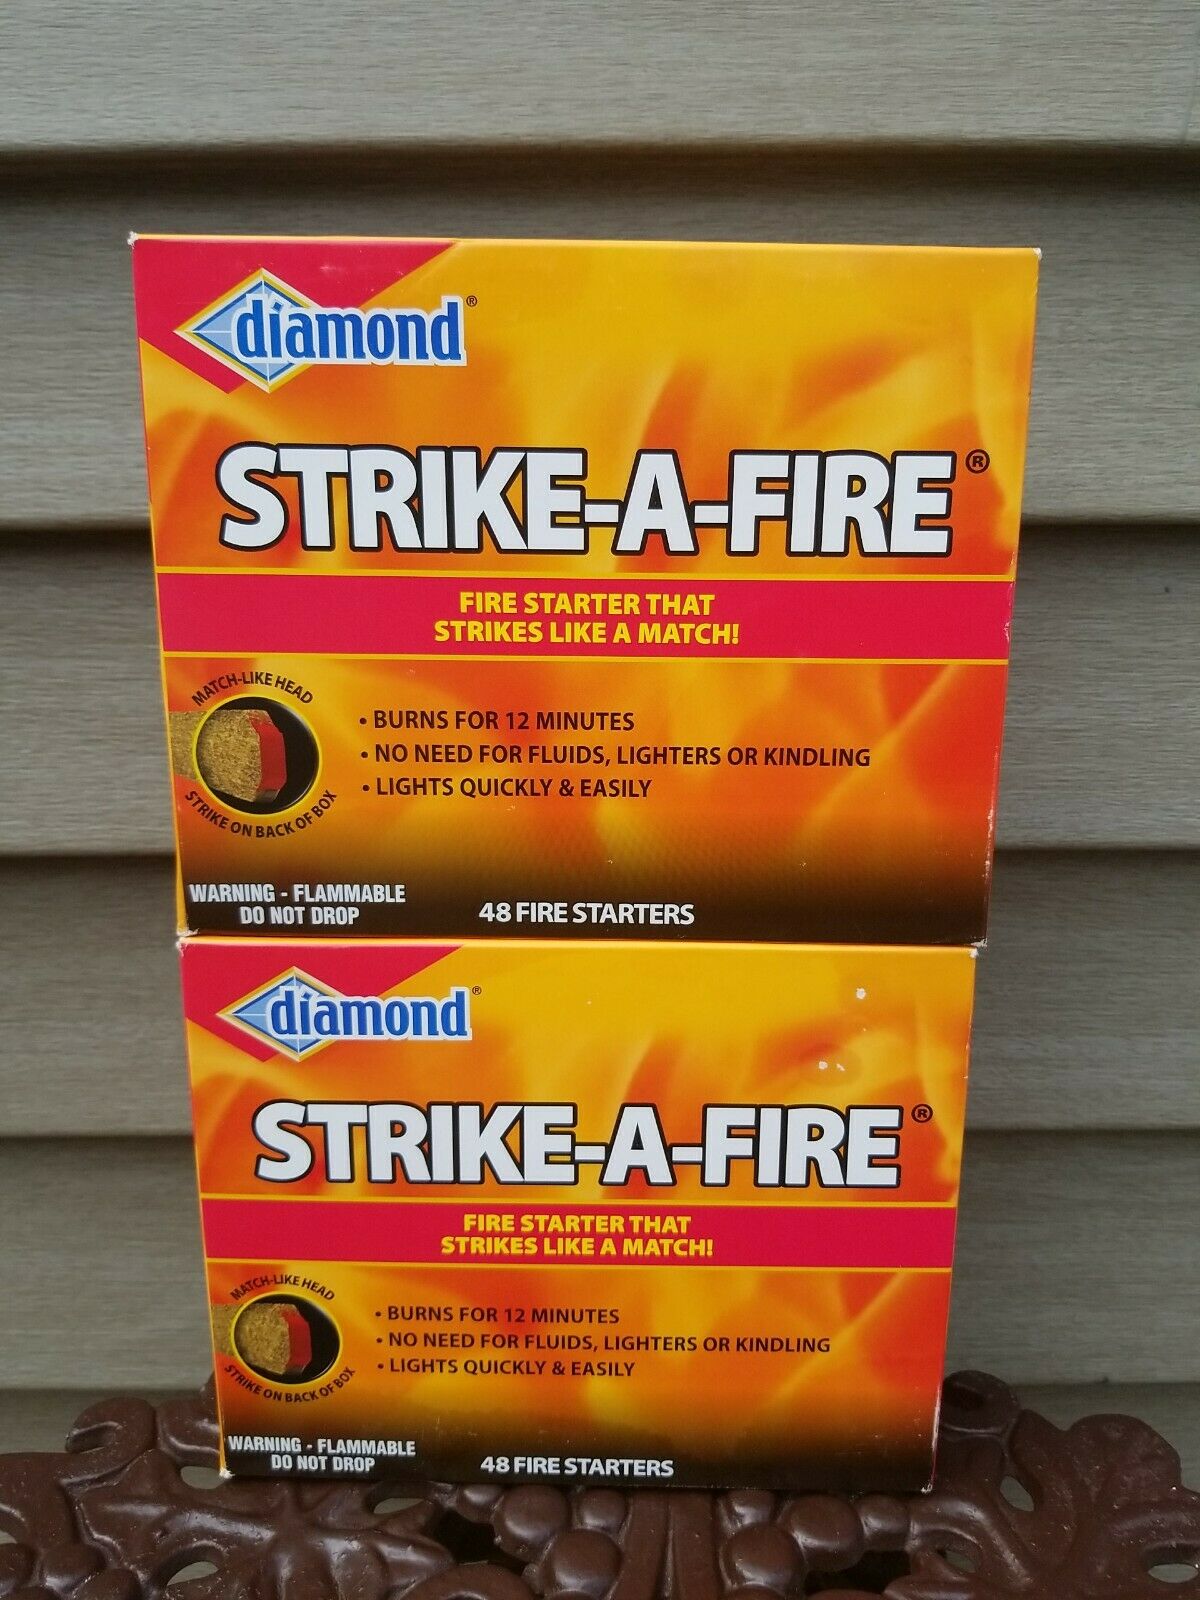 diamond®
STRIKE-A-FIRE®
FIRE STARTER THAT
STRIKES LIKE A MATCH!
MATCH-LIKE HEAD
STRIKE ON BACK OF BOX
• BURNS FOR 12 MINUTES
• NO NEED FOR FLUIDS, LIGHTERS OR KINDLING
• LIGHTS QUICKLY & EASILY
WARNING - FLAMMABLE
DO NOT DROP
48 FIRE STARTERS
diamond®
STRIKE-A-FIRE®
FIRE STARTER THAT
STRIKES LIKE A MATCH!
MATCH-LIKE HEAD
STRIKE ON BACK OF BOX
• BURNS FOR 12 MINUTES
• NO NEED FOR FLUIDS, LIGHTERS OR KINDLING
• LIGHTS QUICKLY & EASILY
WARNING - FLAMMABLE
DO NOT DROP
48 FIRE STARTERS